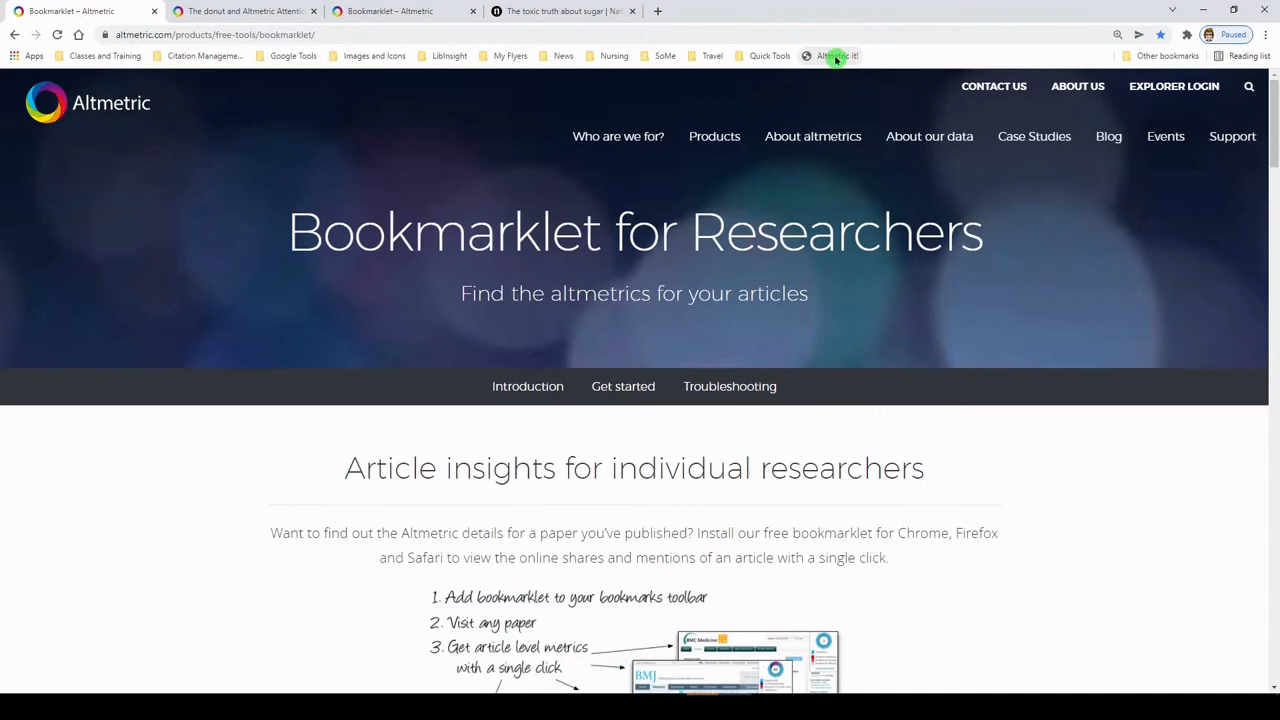 Bookmarklet – Altmetric
The donut and Altmetric Attentio
Bookmarklet – Altmetric
The toxic truth about sugar | Nat
altmetric.com/products/free-tools/bookmarklet/
Paused
Apps
Classes and Training
Citation Manageme...
Google Tools
Images and Icons
LibInsight
My Flyers
News
Nursing
SoMe
Travel
Quick Tools
Altmetric it!
Other bookmarks
Reading list
Altmetric
CONTACT US
ABOUT US
EXPLORER LOGIN
Who are we for?
Products
About altmetrics
About our data
Case Studies
Blog
Events
Support
Bookmarklet for Researchers
Find the altmetrics for your articles
Introduction
Get started
Troubleshooting
Article insights for individual researchers
Want to find out the Altmetric details for a paper you've published? Install our free bookmarklet for Chrome, Firefox
and Safari to view the online shares and mentions of an article with a single click.
1. Add bookmarklet to your bookmarks toolbar
2. Visit any paper
3. Get article level metrics
with a single click
BMC Medicine
BMJ